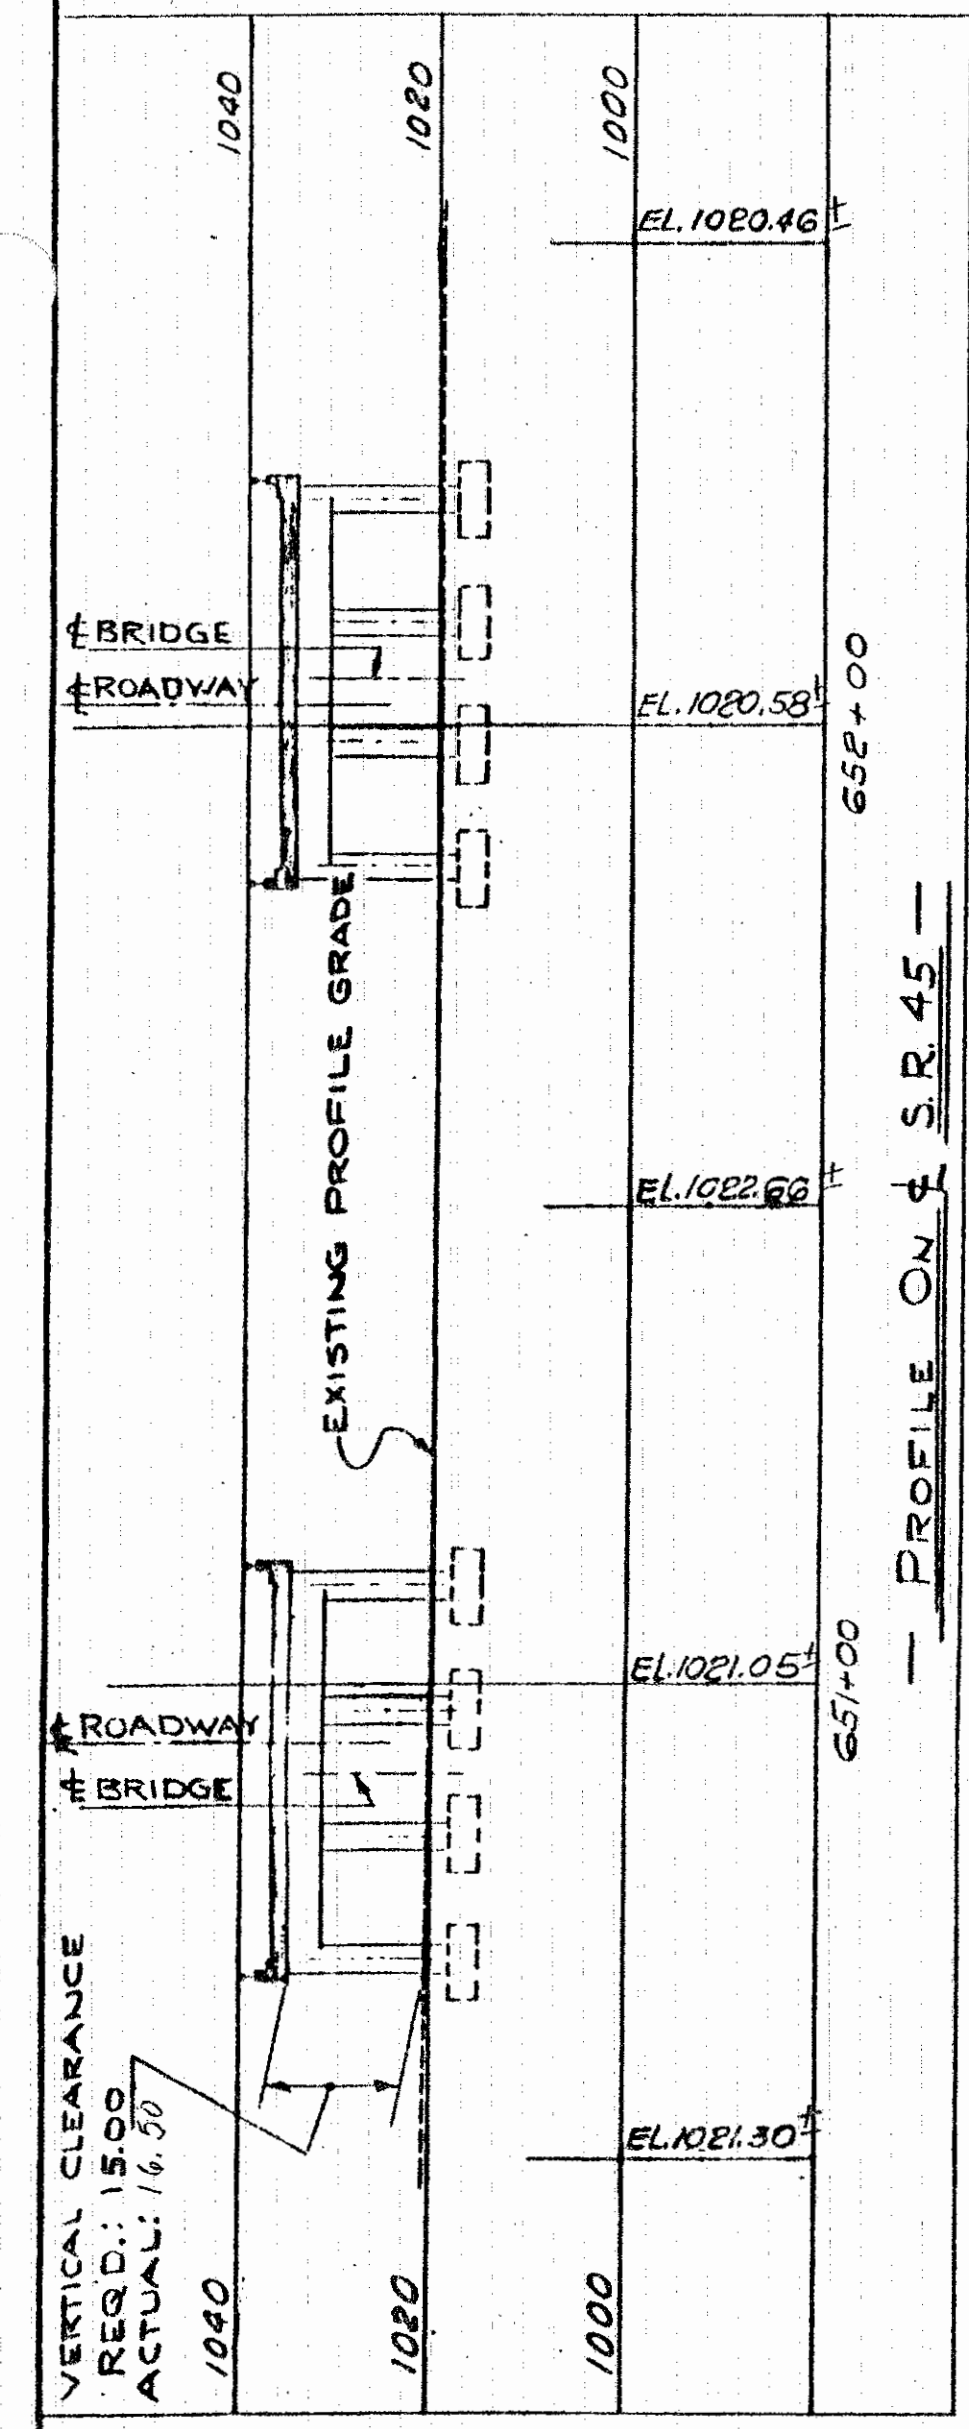 VERTICAL CLEARANCE
REQ'D.: 15.00
ACTUAL: 16.50
℄ ROADWAY
℄ BRIDGE
℄ BRIDGE
℄ ROADWAY
EXISTING PROFILE GRADE
1040
1040
1020
1020
1000
1000
EL. 1021.30 ±
EL. 1021.05 ±
EL. 1022.66 ±
EL. 1020.58 ±
EL. 1020.46 ±
651+00
652+00
— PROFILE ON ℄ S.R. 45 —